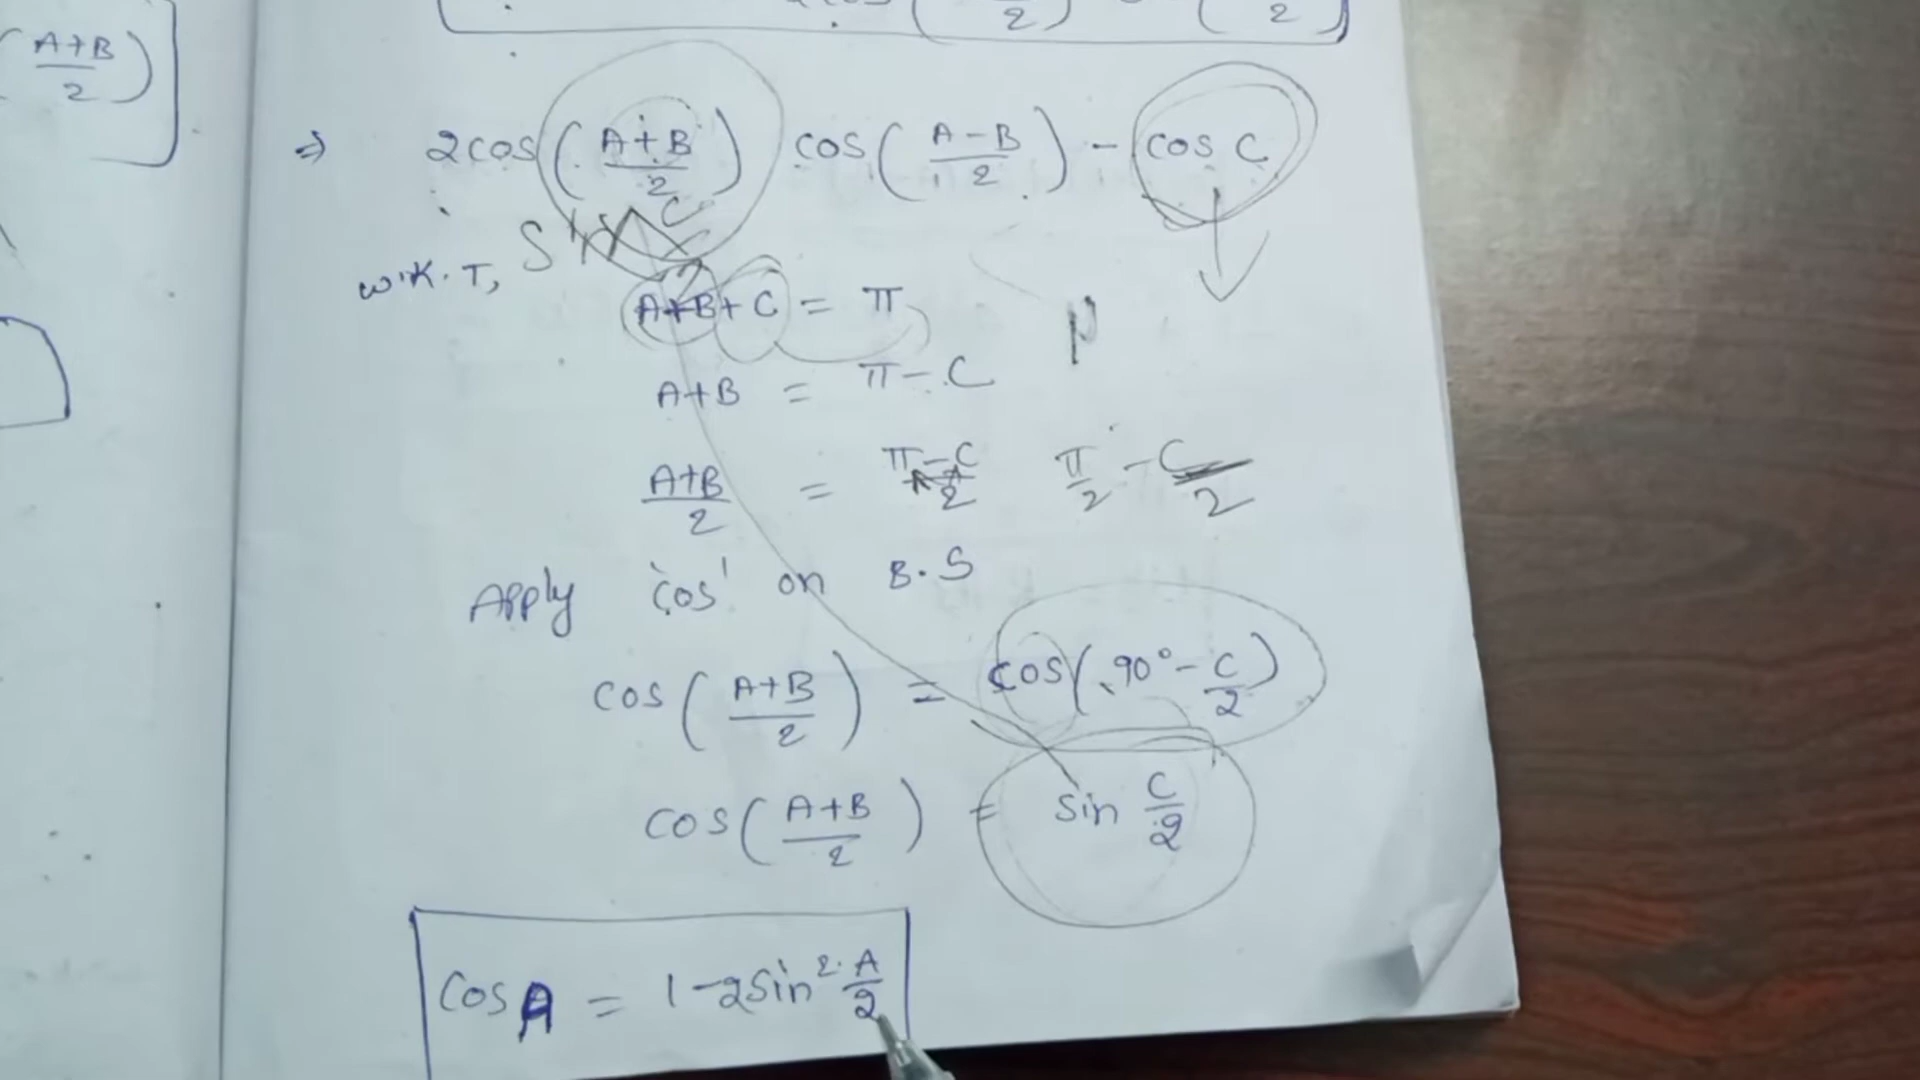 (A+B/2)
⇒ 2cos(A+B/2) cos(A-B/2) - cos C
W.K.T,
A+B+C = π
A+B = π-C
A+B/2 = π-C/2 π/2 - C/2
Apply 'cos' on B.S
cos(A+B/2) = cos(90°-C/2)
cos(A+B/2) = sin C/2
Cos A = 1-2sin² A/2